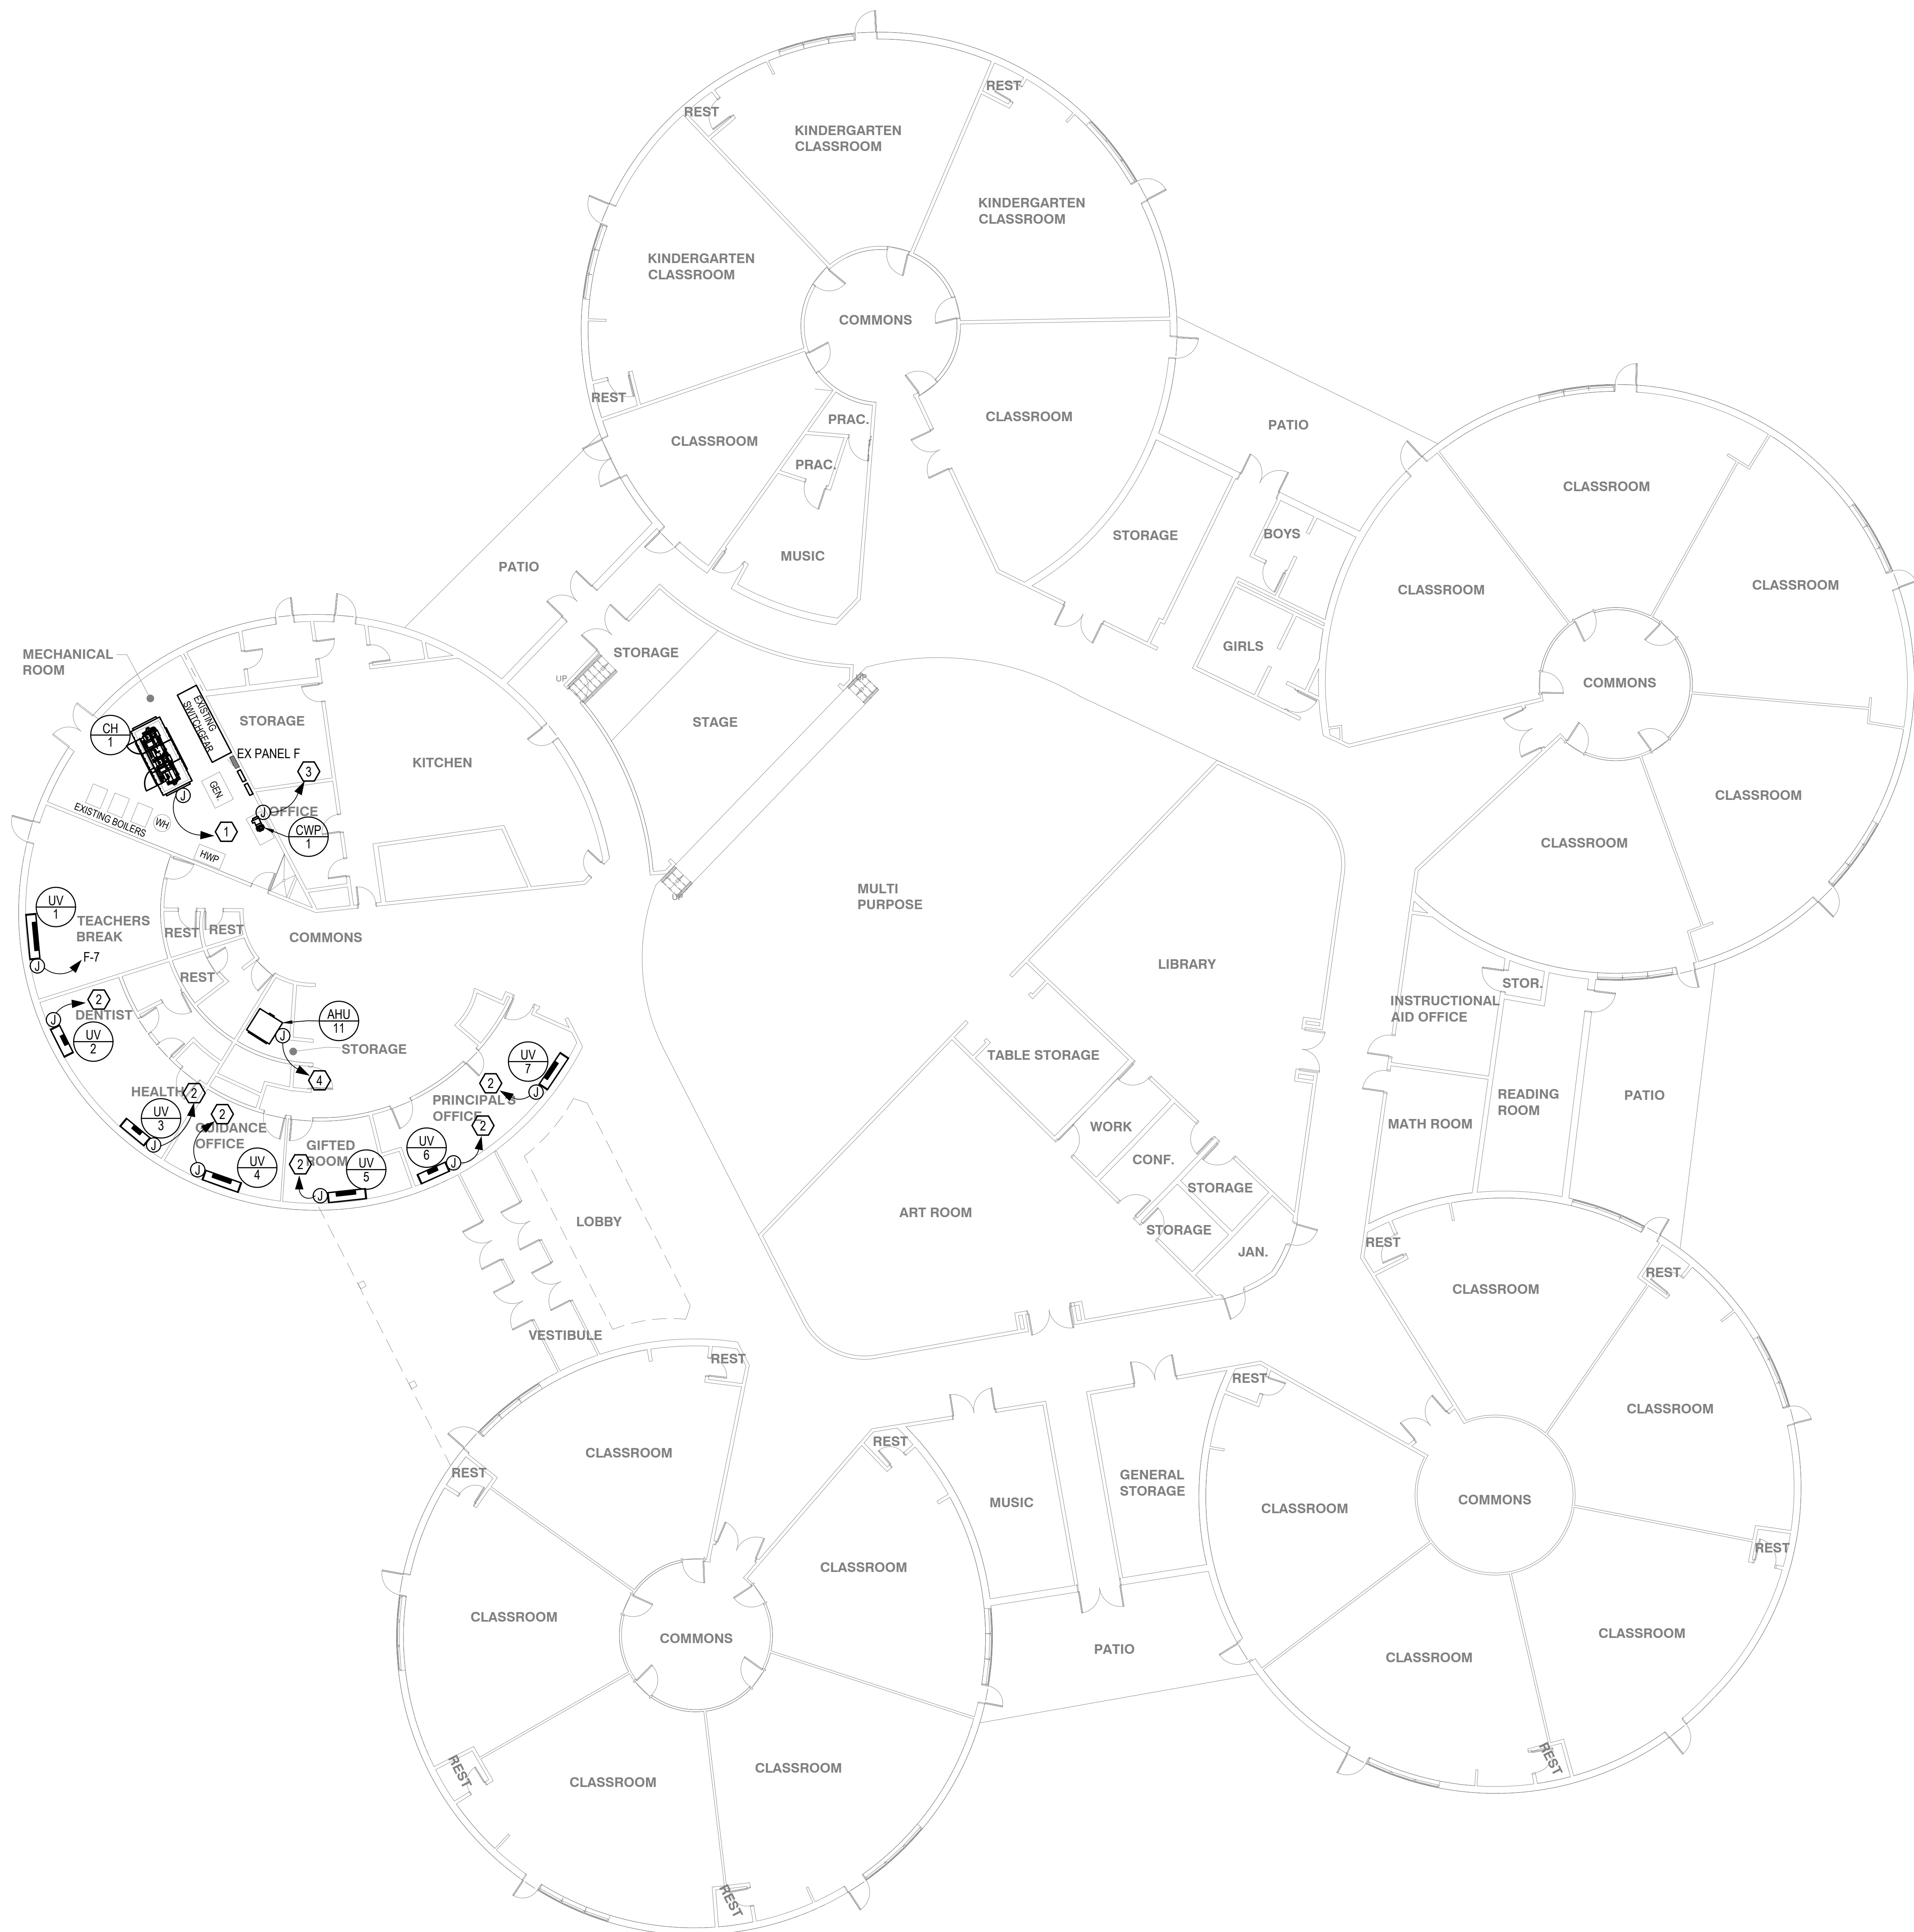 REST
REST
KINDERGARTEN
CLASSROOM
KINDERGARTEN
CLASSROOM
KINDERGARTEN
CLASSROOM
COMMONS
REST
CLASSROOM
PRAC.
PRAC.
CLASSROOM
MUSIC
PATIO
STORAGE
BOYS
GIRLS
PATIO
CLASSROOM
CLASSROOM
CLASSROOM
COMMONS
CLASSROOM
CLASSROOM
MECHANICAL
ROOM
CH
1
EXISTING
SWITCHGEAR
STORAGE
EX PANEL F
3
GEN.
J
J
OFFICE
EXISTING BOILERS
WH
1
CWP
1
HWP
KITCHEN
STORAGE
UP
UP
STAGE
UP
UV
1
TEACHERS
BREAK
REST
REST
COMMONS
J
F-7
REST
2
J
DENTIST
UV
2
AHU
11
J
STORAGE
4
HEALTH
2
UV
3
J
2
GUIDANCE
OFFICE
J
UV
4
GIFTED
ROOM
2
J
UV
5
UV
6
J
2
PRINCIPAL'S
OFFICE
2
UV
7
J
MULTI
PURPOSE
LIBRARY
TABLE STORAGE
WORK
CONF.
STORAGE
STORAGE
JAN.
ART ROOM
LOBBY
VESTIBULE
STOR.
INSTRUCTIONAL
AID OFFICE
READING
ROOM
MATH ROOM
PATIO
REST
REST
CLASSROOM
CLASSROOM
REST
CLASSROOM
COMMONS
REST
CLASSROOM
CLASSROOM
REST
GENERAL
STORAGE
MUSIC
PATIO
REST
CLASSROOM
REST
REST
CLASSROOM
CLASSROOM
COMMONS
CLASSROOM
REST
CLASSROOM
REST